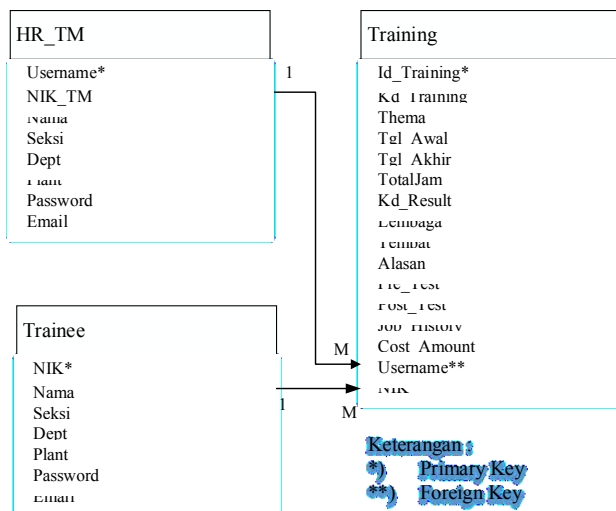 HR_TM
Username*
NIK_TM
Nama
Seksi
Dept
Plant
Password
Email
1
Training
Id_Training*
Kd_Training
Thema
Tgl_Awal
Tgl_Akhir
TotalJam
Kd_Result
Lembaga
Tempat
Alasan
Pre_Test
Post_Test
Job_History
Cost_Amount
Username**
NIK
M
Trainee
NIK*
Nama
Seksi
Dept
Plant
Password
Email
1
M
Keterangan :
*) Primary Key
**) Foreign Key